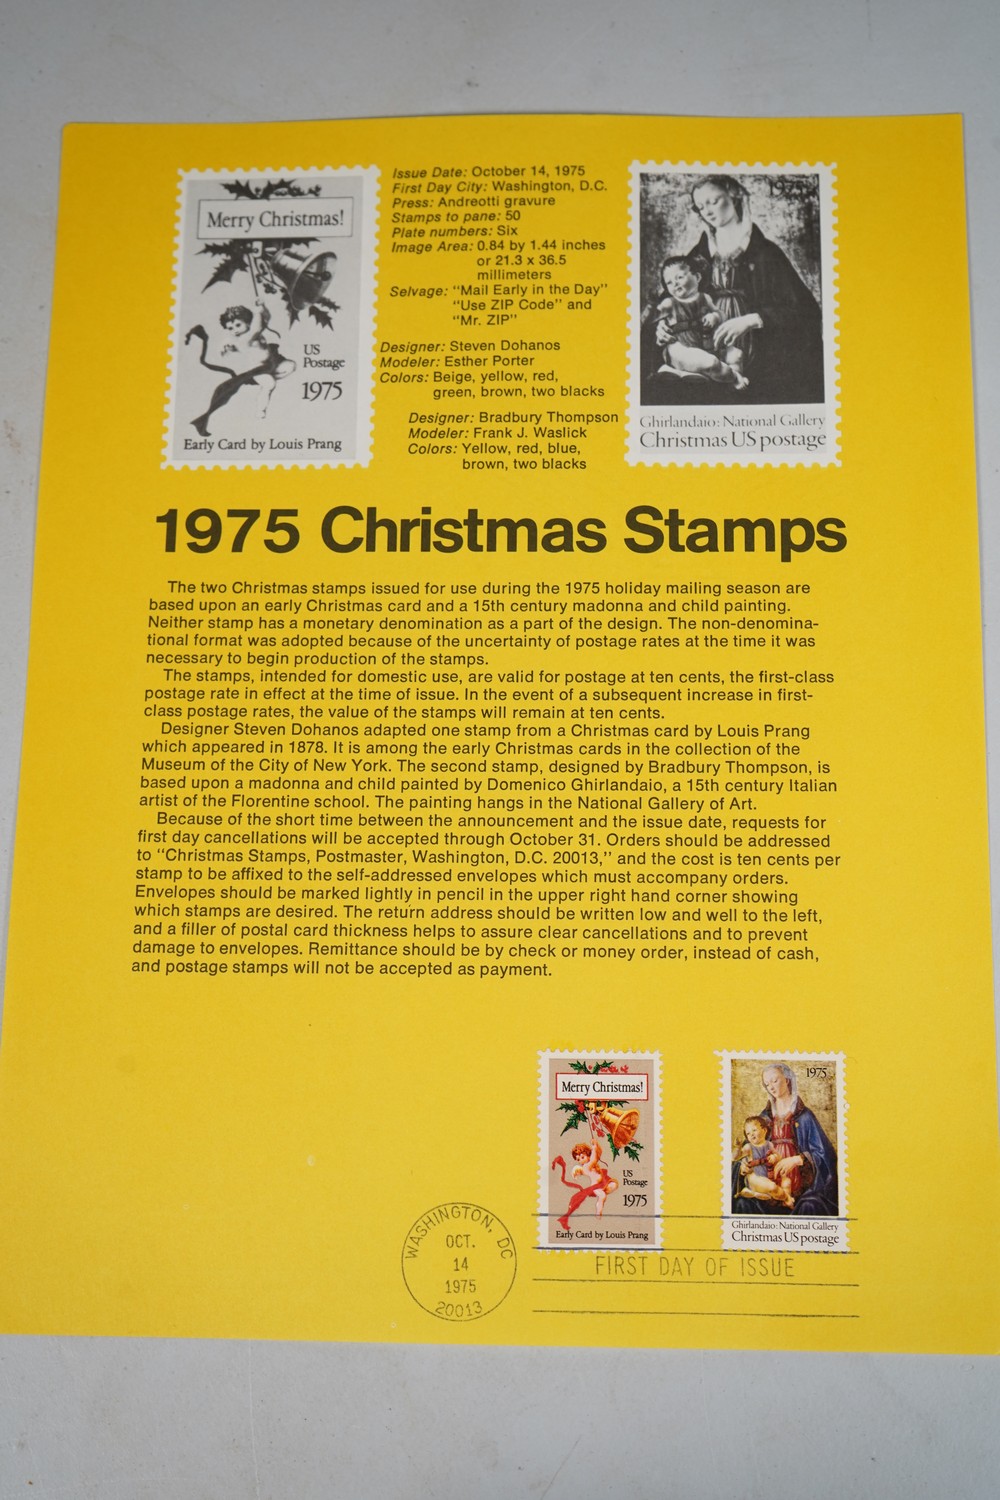 Merry Christmas!
US
Postage
1975
Early Card by Louis Prang
Issue Date: October 14, 1975
First Day City: Washington, D.C.
Press: Andreotti gravure
Stamps to pane: 50
Plate numbers: Six
Image Area: 0.84 by 1.44 inches
or 21.3 x 36.5
millimeters
Selvage: “Mail Early in the Day”
“Use ZIP Code” and
“Mr. ZIP”
Designer: Steven Dohanos
Modeler: Esther Porter
Colors: Beige, yellow, red,
green, brown, two blacks
Designer: Bradbury Thompson
Modeler: Frank J. Waslick
Colors: Yellow, red, blue,
brown, two blacks
1975
Ghirlandaio: National Gallery
Christmas US postage
1975 Christmas Stamps
The two Christmas stamps issued for use during the 1975 holiday mailing season are
based upon an early Christmas card and a 15th century madonna and child painting.
Neither stamp has a monetary denomination as a part of the design. The non-denomina-
tional format was adopted because of the uncertainty of postage rates at the time it was
necessary to begin production of the stamps.
The stamps, intended for domestic use, are valid for postage at ten cents, the first-class
postage rate in effect at the time of issue. In the event of a subsequent increase in first-
class postage rates, the value of the stamps will remain at ten cents.
Designer Steven Dohanos adapted one stamp from a Christmas card by Louis Prang
which appeared in 1878. It is among the early Christmas cards in the collection of the
Museum of the City of New York. The second stamp, designed by Bradbury Thompson, is
based upon a madonna and child painted by Domenico Ghirlandaio, a 15th century Italian
artist of the Florentine school. The painting hangs in the National Gallery of Art.
Because of the short time between the announcement and the issue date, requests for
first day cancellations will be accepted through October 31. Orders should be addressed
to “Christmas Stamps, Postmaster, Washington, D.C. 20013,” and the cost is ten cents per
stamp to be affixed to the self-addressed envelopes which must accompany orders.
Envelopes should be marked lightly in pencil in the upper right hand corner showing
which stamps are desired. The return address should be written low and well to the left,
and a filler of postal card thickness helps to assure clear cancellations and to prevent
damage to envelopes. Remittance should be by check or money order, instead of cash,
and postage stamps will not be accepted as payment.
Merry Christmas!
US
Postage
1975
Early Card by Louis Prang
1975
Ghirlandaio: National Gallery
Christmas US postage
WASHINGTON, DC
OCT.
14
1975
20013
FIRST DAY OF ISSUE